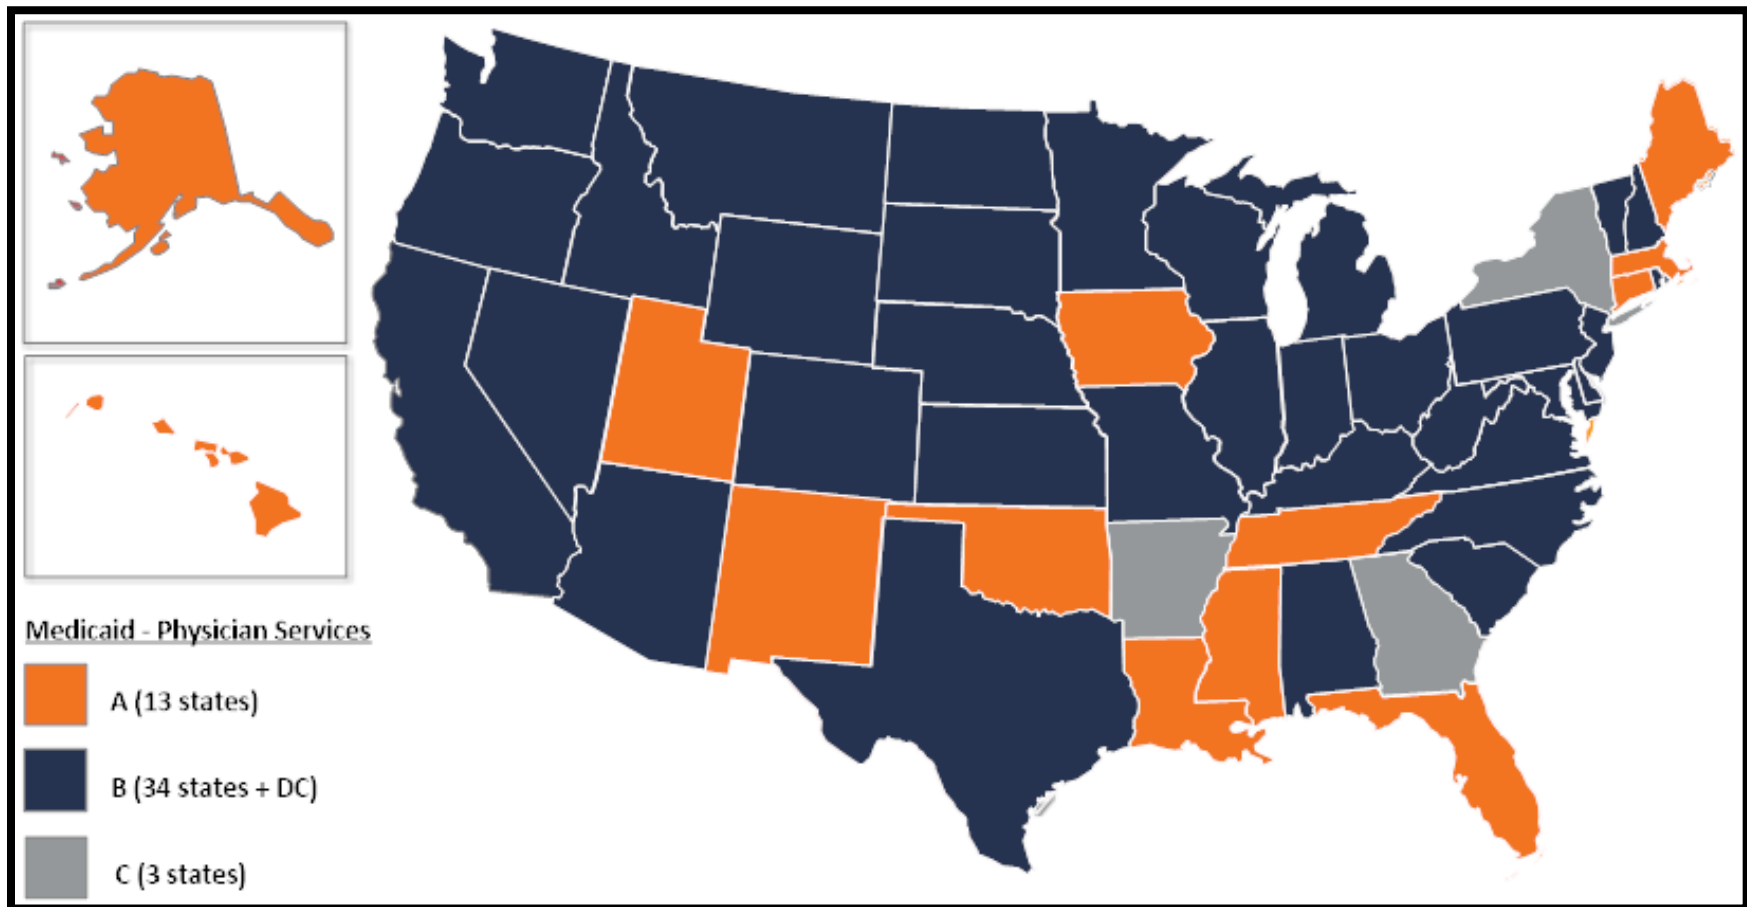 Medicaid - Physician Services
A (13 states)
B (34 states + DC)
C (3 states)